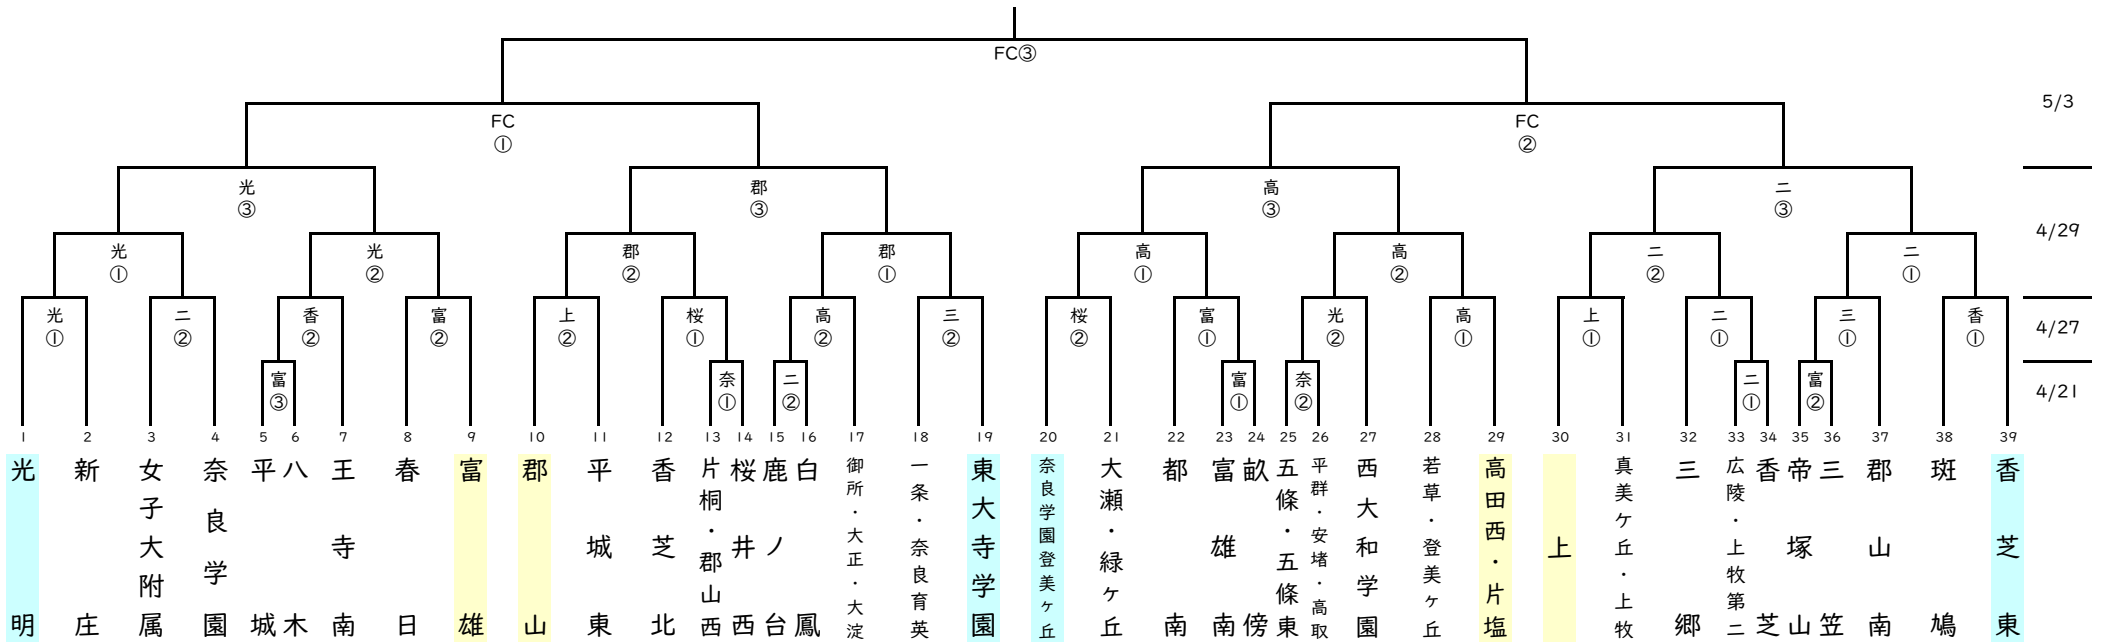 FC③
5/3
FC
①
FC
②
光
③
郡
③
高
③
二
③
4/29
光
①
光
②
郡
②
郡
①
高
①
高
②
二
②
二
①
光
①
二
②
香
②
富
②
上
②
桜
①
高
②
三
②
桜
②
富
①
光
②
高
①
上
①
二
①
三
①
香
①
4/27
富
③
奈
①
二
②
富
①
奈
②
二
①
富
②
4/21
1 2 3 4 5 6 7 8 9 10 11 12 13 14 15 16 17 18 19 20 21 22 23 24 25 26 27 28 29 30 31 32 33 34 35 36 37 38 39
光明
新庄
女子大附属
奈良学園
平城
八木
王寺南
春日
富雄
郡山
平城東
香芝北
片桐・郡山西
桜井西
鹿ノ台
白鳳
御所・大正・大淀
一条・奈良育英
東大寺学園
奈良学園登美ヶ丘
大瀬・緑ヶ丘
都南
富雄南
畝傍
五條・五條東
平群・安堵・高取
西大和学園
若草・登美ヶ丘
高田西・片塩
上
真美ケ丘・上牧
三郷
広陵・上牧第二
香芝
帝塚山
三笠
郡山南
斑鳩
香芝東